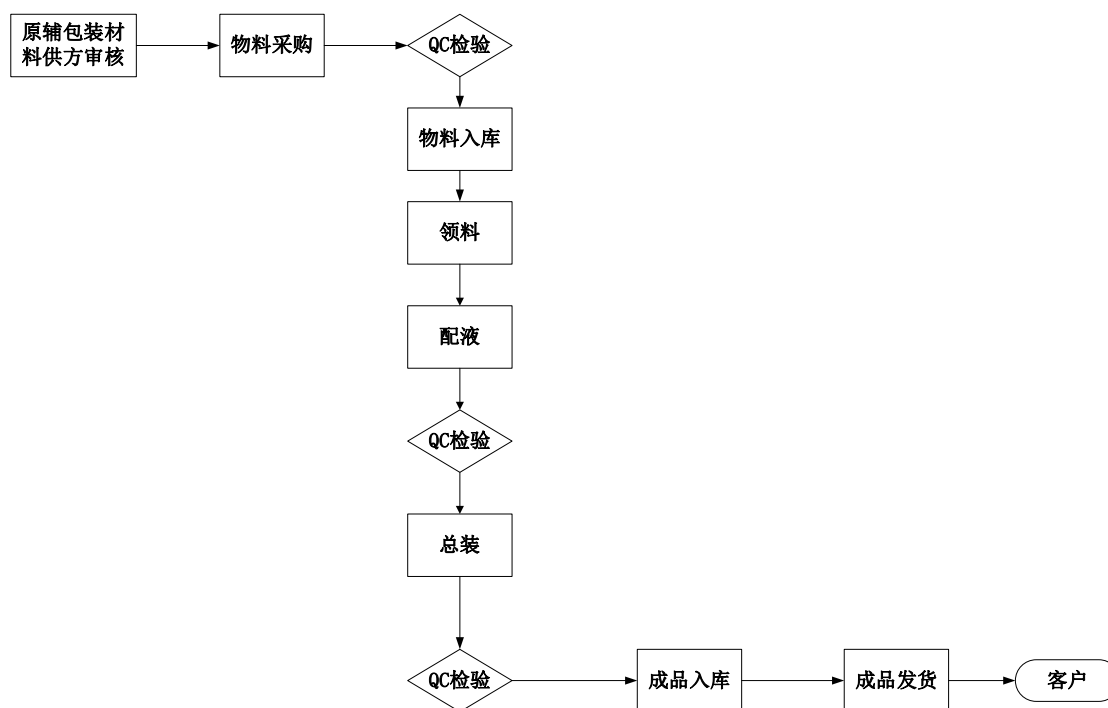 原辅包装材
料供方审核
物料采购
QC检验
物料入库
领料
配液
QC检验
总装
QC检验
成品入库
成品发货
客户